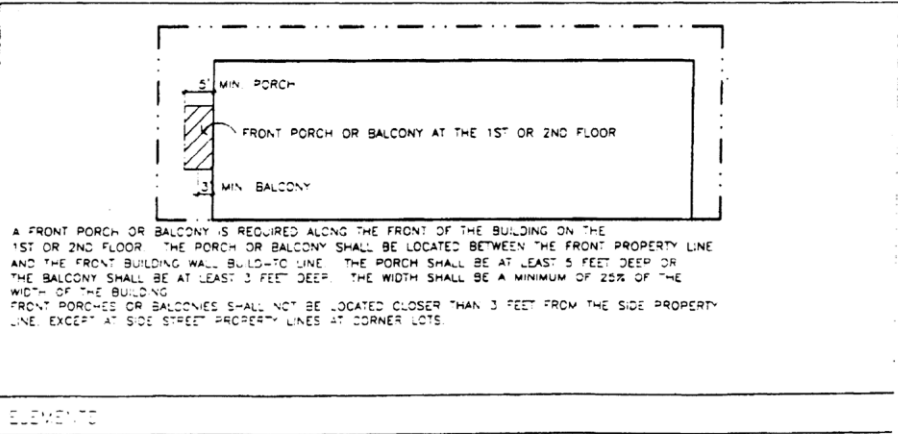 5' MIN. PORCH
FRONT PORCH OR BALCONY AT THE 1ST OR 2ND FLOOR
3' MIN. BALCONY
A FRONT PORCH OR BALCONY IS REQUIRED ALONG THE FRONT OF THE BUILDING ON THE
1ST OR 2ND FLOOR. THE PORCH OR BALCONY SHALL BE LOCATED BETWEEN THE FRONT PROPERTY LINE
AND THE FRONT BUILDING WALL BUILD-TO LINE. THE PORCH SHALL BE AT LEAST 5 FEET DEEP OR
THE BALCONY SHALL BE AT LEAST 3 FEET DEEP. THE WIDTH SHALL BE A MINIMUM OF 25% OF THE
WIDTH OF THE BUILDING
FRONT PORCHES OR BALCONIES SHALL NOT BE LOCATED CLOSER THAN 3 FEET FROM THE SIDE PROPERTY
LINE, EXCEPT AT SIDE STREET PROPERTY LINES AT CORNER LOTS.
ELEMENTS